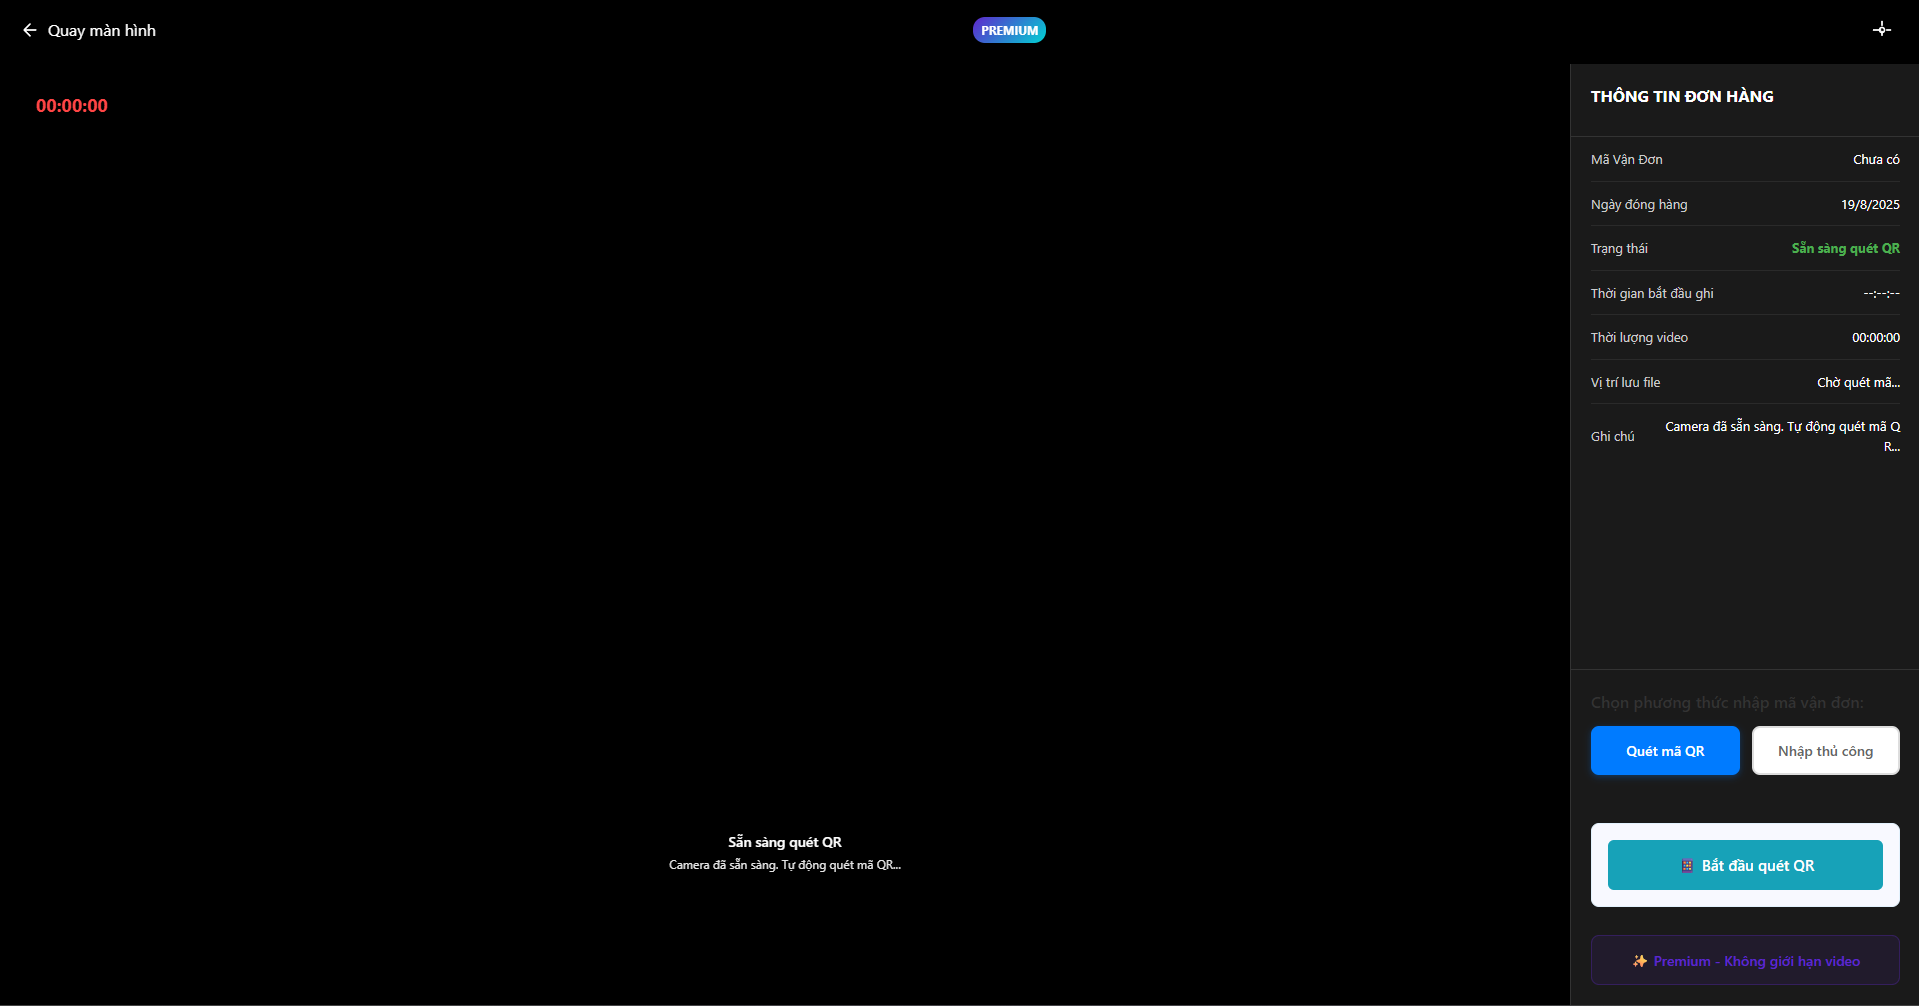 Quay màn hình
PREMIUM
00:00:00
THÔNG TIN ĐƠN HÀNG
Mã Vận Đơn Chưa có
Ngày đóng hàng 19/8/2025
Trạng thái Sẵn sàng quét QR
Thời gian bắt đầu ghi --:--:--
Thời lượng video 00:00:00
Vị trí lưu file Chờ quét mã...
Ghi chú Camera đã sẵn sàng. Tự động quét mã Q
R...
Chọn phương thức nhập mã vận đơn:
Quét mã QR Nhập thủ công
Sẵn sàng quét QR
Camera đã sẵn sàng. Tự động quét mã QR...
Bắt đầu quét QR
✨ Premium - Không giới hạn video